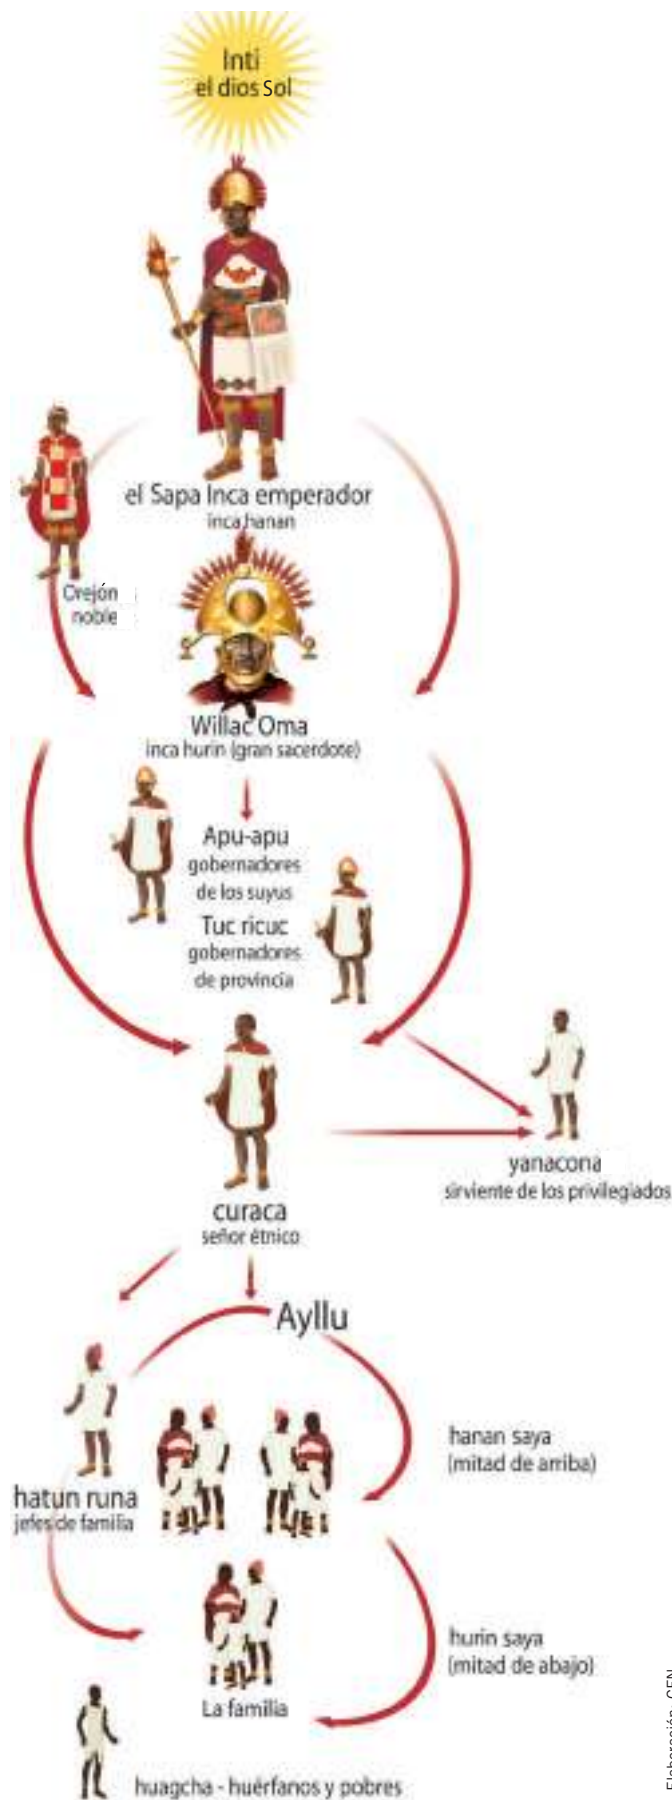 Inti
el dios Sol
el Sapa Inca emperador
inca hanan
Orejón
noble
Willac Oma
inca hurin (gran sacerdote)
Apu-apu
gobernadores
de los suyus
Tuc ricuc
gobernadores
de provincia
yanacona
sirviente de los privilegiados
curaca
señor étnico
Ayllu
hanan saya
(mitad de arriba)
hatun runa
jefes de familia
hurin saya
(mitad de abajo)
La familia
huagcha - huérfanos y pobres
Elaboración, CEN